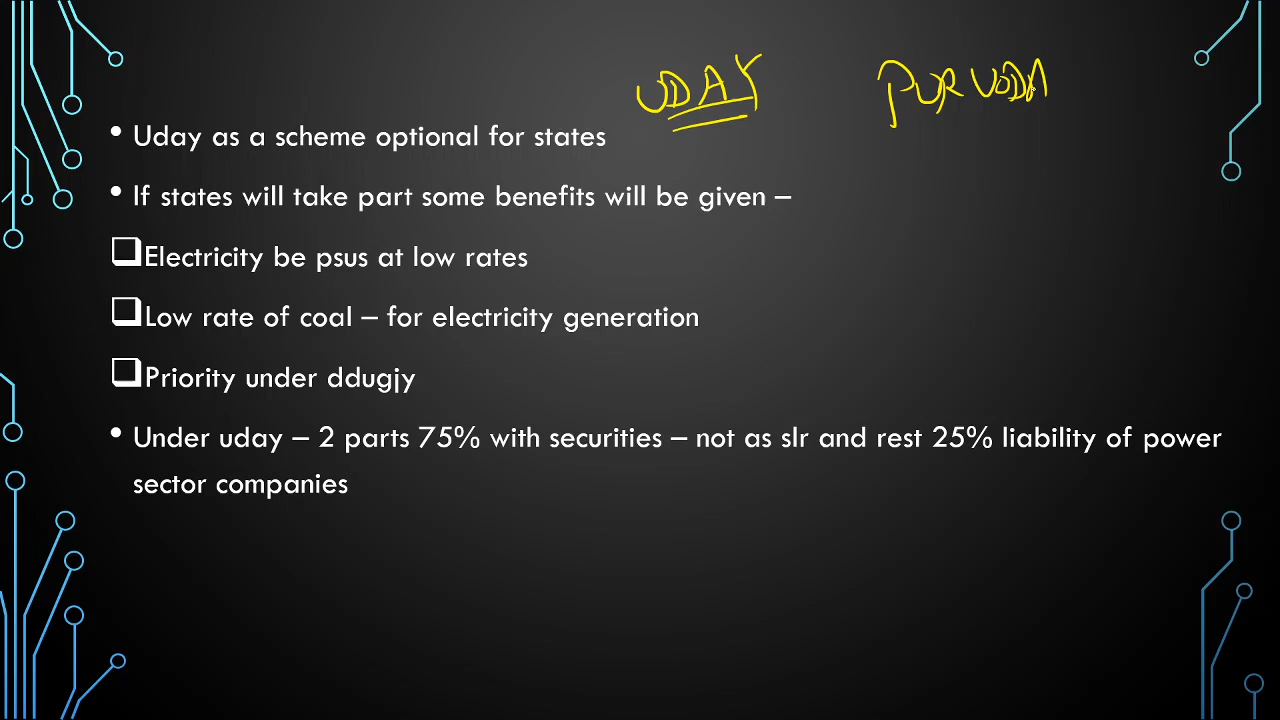 UDAY PURVODA
• Uday as a scheme optional for states
• If states will take part some benefits will be given –
❑Electricity be psus at low rates
❑Low rate of coal – for electricity generation
❑Priority under ddugjy
• Under uday – 2 parts 75% with securities – not as slr and rest 25% liability of power
sector companies